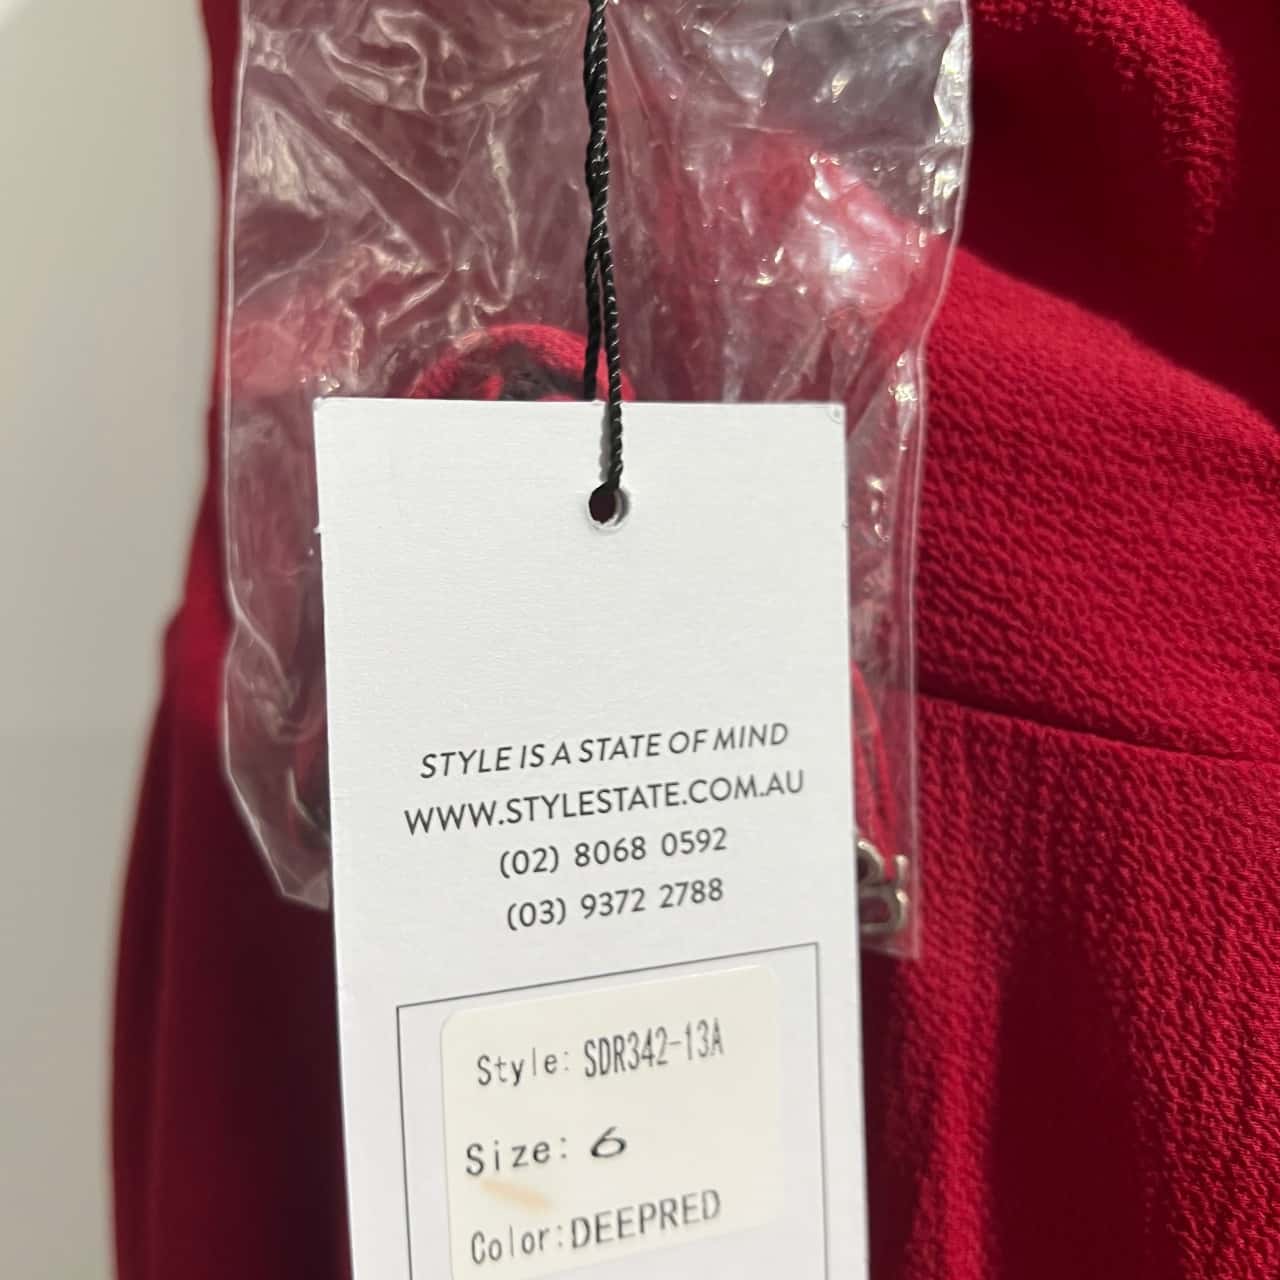 STYLE IS A STATE OF MIND
WWW.STYLESTATE.COM.AU
(02) 8068 0592
(03) 9372 2788
Style: SDR342-13A
Size: 6
Color:DEEPRED